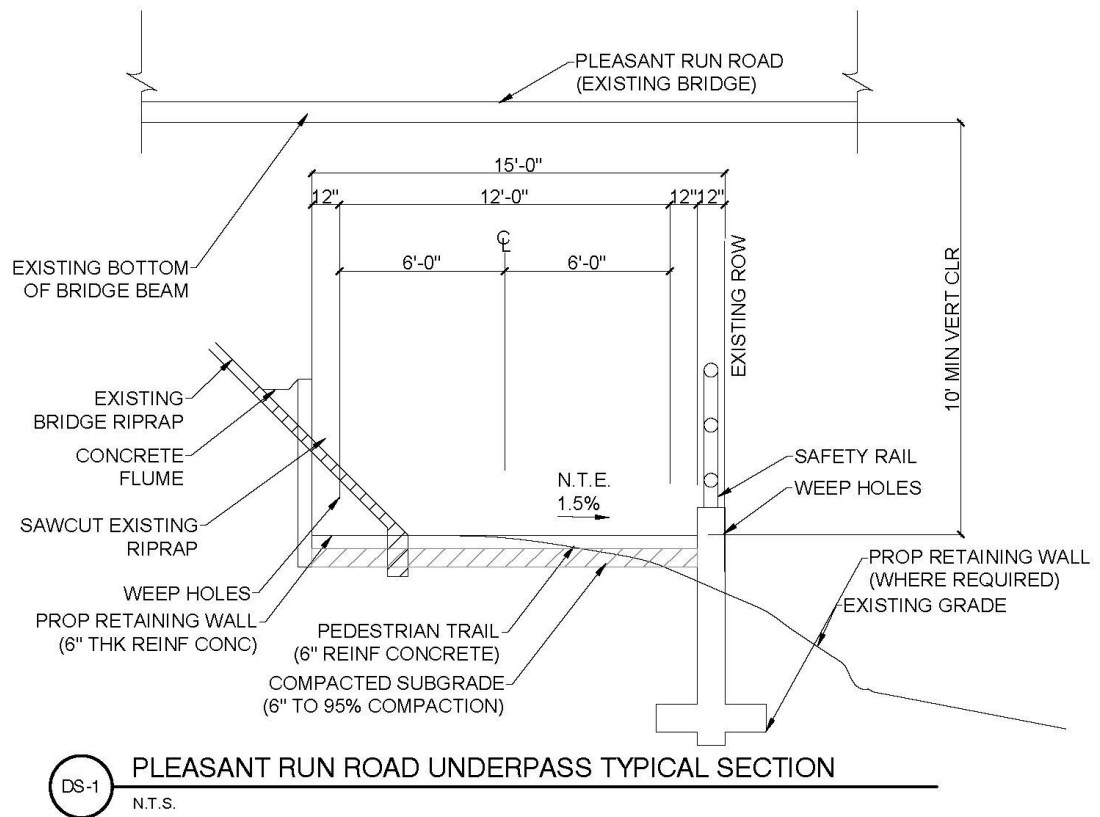 PLEASANT RUN ROAD
(EXISTING BRIDGE)
15'-0"
12"
12'-0"
12"
12"
℄
6'-0"
6'-0"
EXISTING BOTTOM
OF BRIDGE BEAM
EXISTING ROW
10' MIN VERT CLR
EXISTING
BRIDGE RIPRAP
CONCRETE
FLUME
SAWCUT EXISTING
RIPRAP
WEEP HOLES
PROP RETAINING WALL
(6" THK REINF CONC)
N.T.E.
1.5%
SAFETY RAIL
WEEP HOLES
PROP RETAINING WALL
(WHERE REQUIRED)
EXISTING GRADE
PEDESTRIAN TRAIL
(6" REINF CONCRETE)
COMPACTED SUBGRADE
(6" TO 95% COMPACTION)
DS-1
PLEASANT RUN ROAD UNDERPASS TYPICAL SECTION
N.T.S.